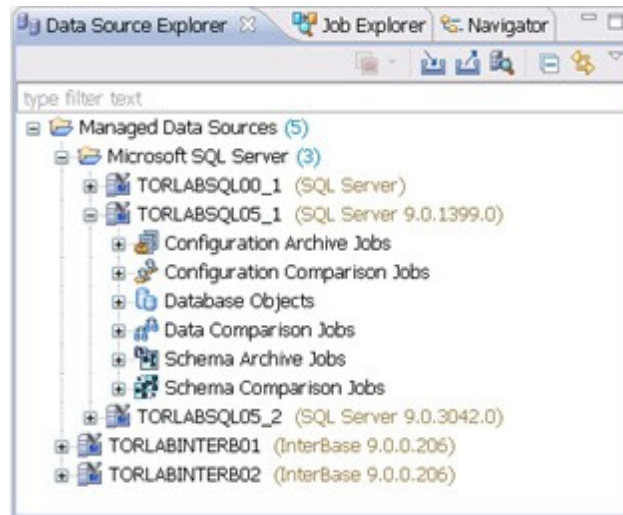 Data Source Explorer Job Explorer Navigator
type filter text
Managed Data Sources (5)
Microsoft SQL Server (3)
TORLABSQL00_1 (SQL Server)
TORLABSQL05_1 (SQL Server 9.0.1399.0)
Configuration Archive Jobs
Configuration Comparison Jobs
Database Objects
Data Comparison Jobs
Schema Archive Jobs
Schema Comparison Jobs
TORLABSQL05_2 (SQL Server 9.0.3042.0)
TORLABINTERB01 (InterBase 9.0.0.206)
TORLABINTERB02 (InterBase 9.0.0.206)